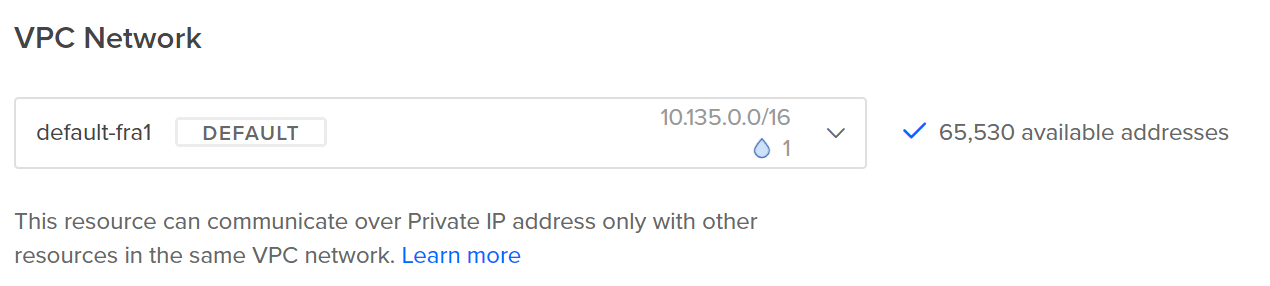 VPC Network
default-fra1 DEFAULT 10.135.0.0/16
1
65,530 available addresses
This resource can communicate over Private IP address only with other
resources in the same VPC network. Learn more